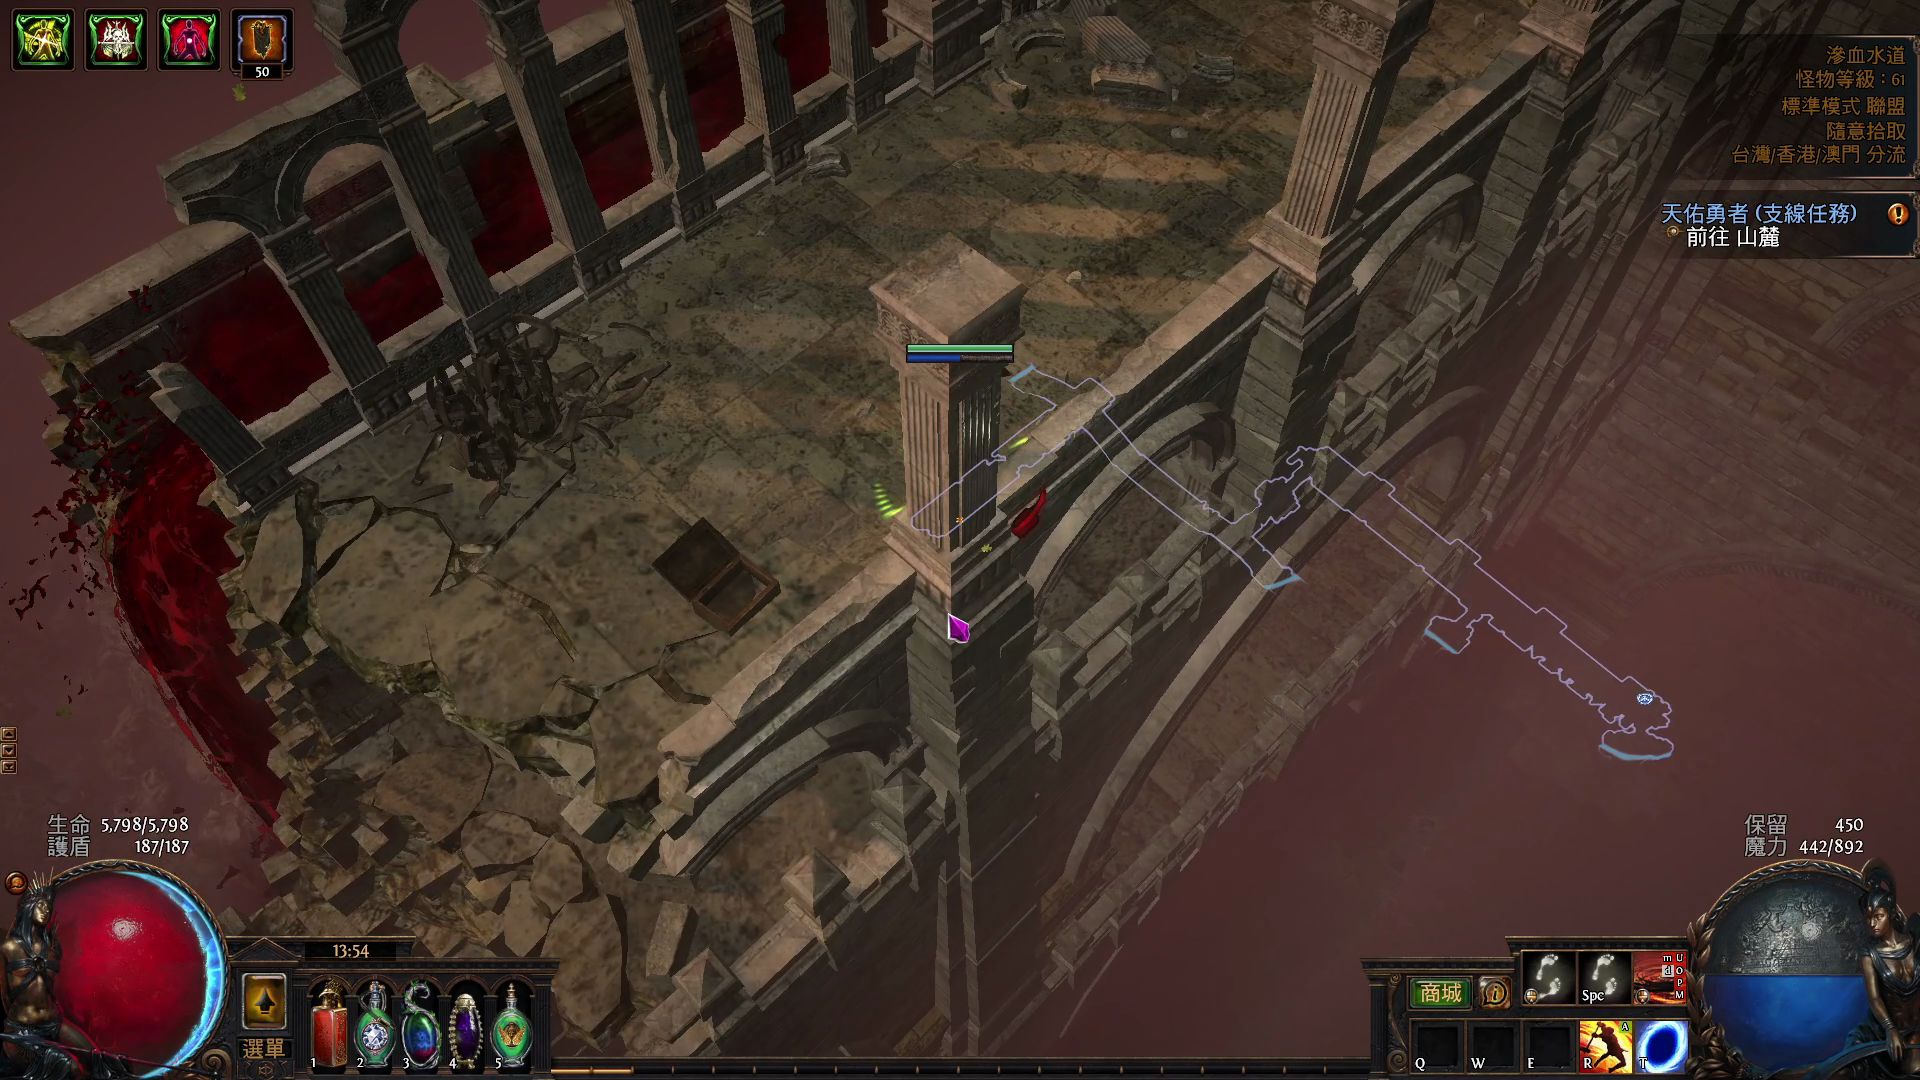 50
滲血水道
怪物等級：61
標準模式 聯盟
隨意拾取
台灣/香港/澳門 分流
天佑勇者 (支線任務)
前往 山麓
生命 5,798/5,798
護盾 187/187
保留 450
魔力 442/892
13:54
選單
1 2 3 4 5
商城
Spc
m U
d O
P
M
A
Q W E R T